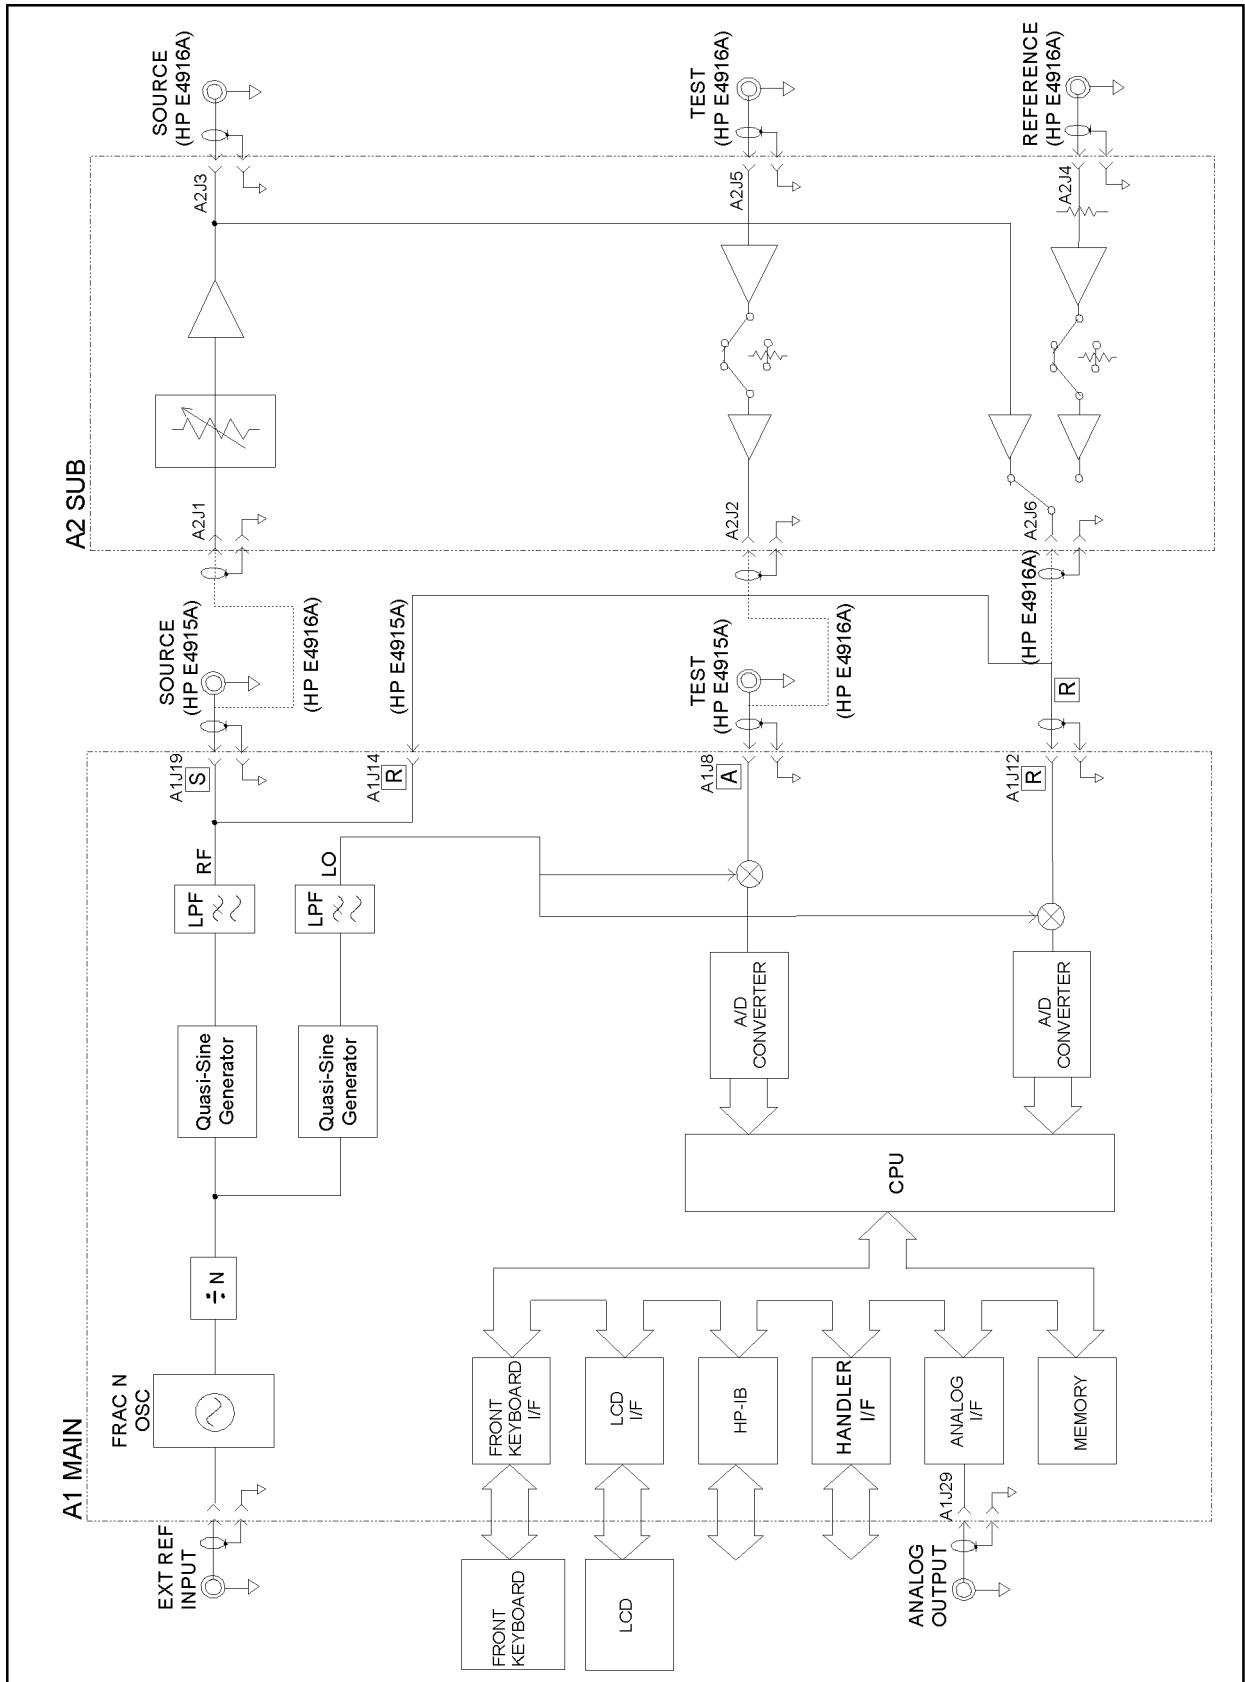 A1 MAIN
A2 SUB
EXT REF
INPUT
FRAC N
OSC
÷N
Quasi-Sine
Generator
LPF
RF
A1J19
S
SOURCE
(HP E4915A)
(HP E4916A)
A2J1
A2J3
SOURCE
(HP E4916A)
Quasi-Sine
Generator
LPF
LO
A1J14
R
(HP E4915A)
FRONT
KEYBOARD
FRONT
KEYBOARD
I/F
LCD
LCD
I/F
HP-IB
HANDLER
I/F
ANALOG
OUTPUT
A1J29
ANALOG
I/F
MEMORY
CPU
A/D
CONVERTER
A1J8
A
TEST
(HP E4915A)
(HP E4916A)
A2J2
A2J5
TEST
(HP E4916A)
A/D
CONVERTER
A1J12
R
R
(HP E4916A)
A2J6
A2J4
REFERENCE
(HP E4916A)